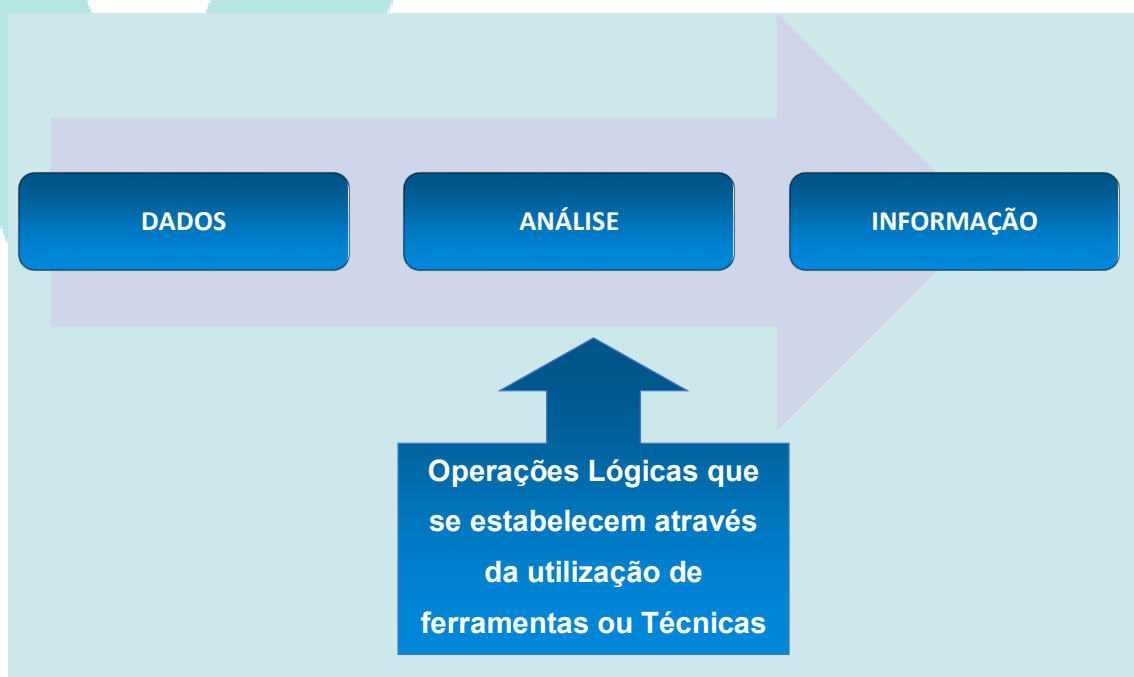 DADOS
ANÁLISE
INFORMAÇÃO
Operações Lógicas que
se estabelecem através
da utilização de
ferramentas ou Técnicas